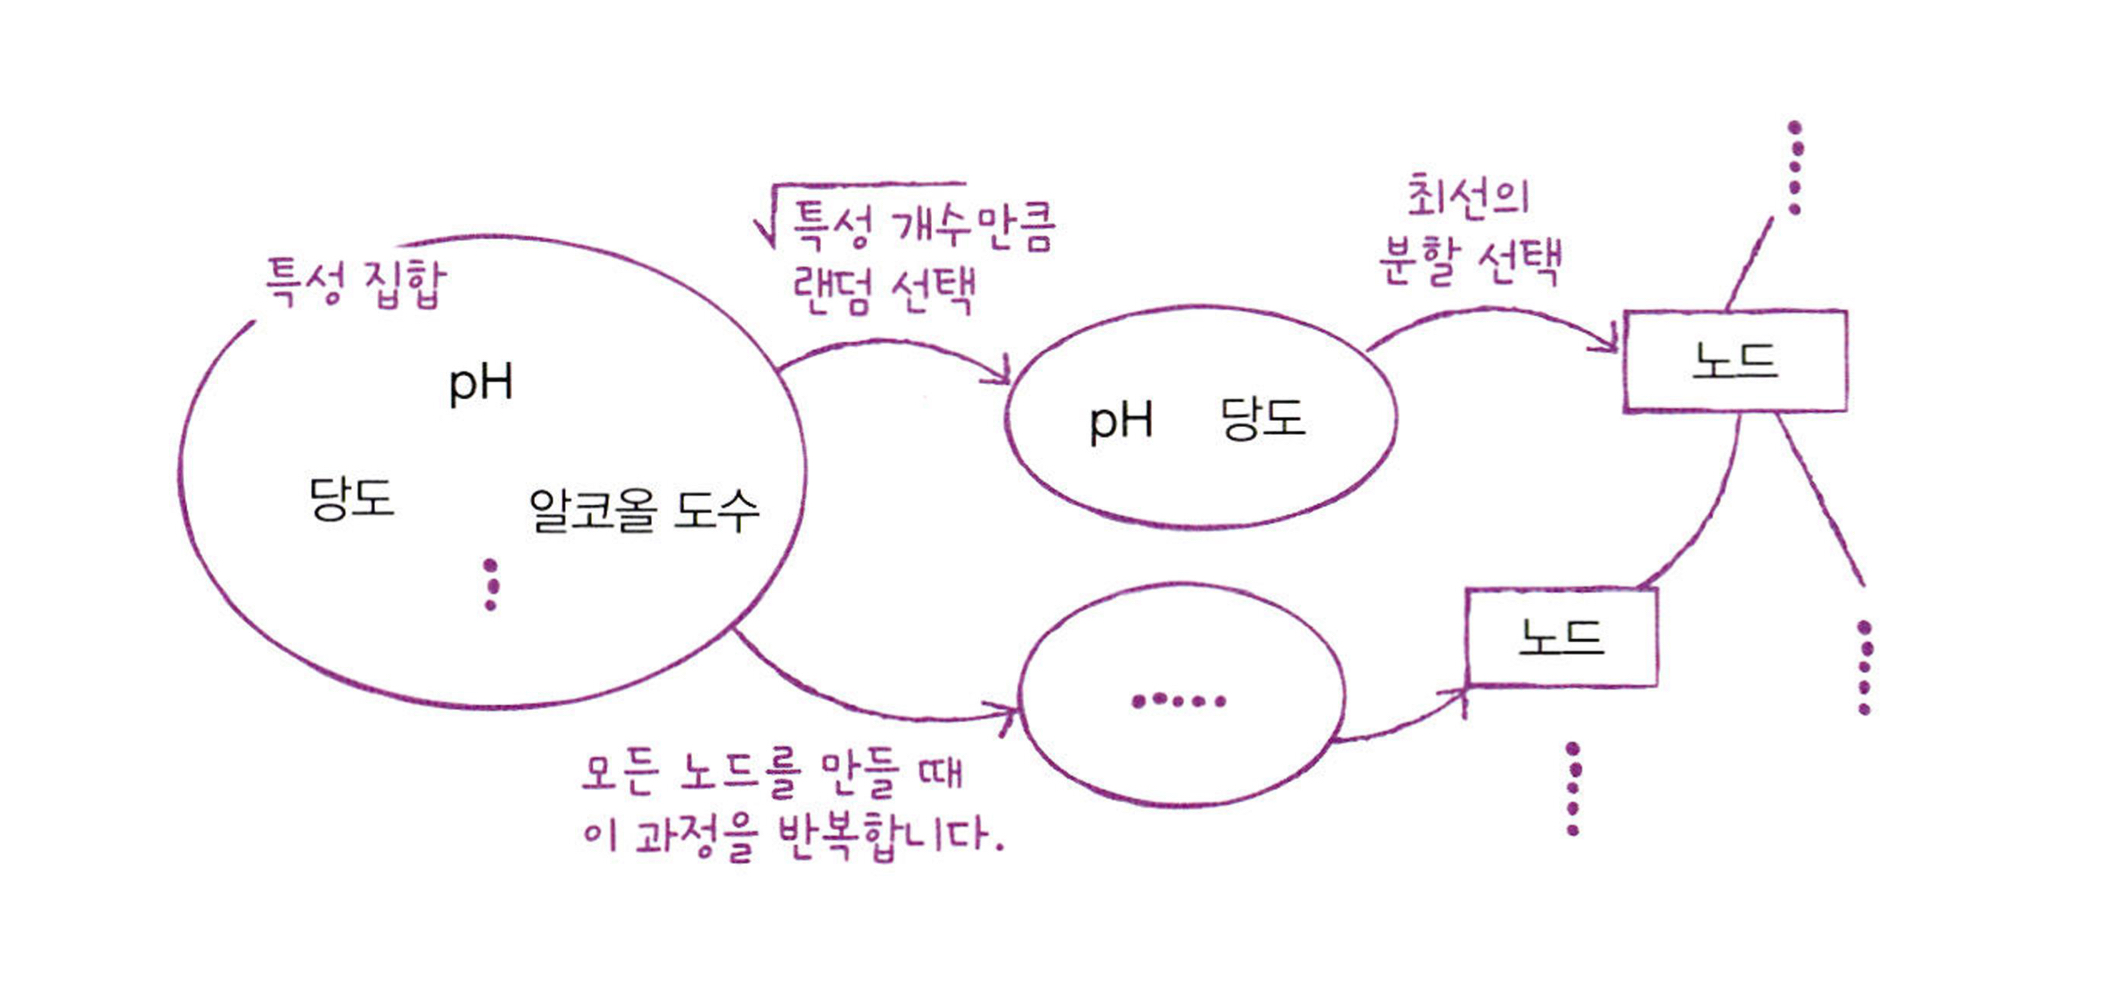 특성 집합
pH
당도
알코올 도수
√특성 개수만큼
랜덤 선택
pH 당도
최선의
분할 선택
노드
노드
모든 노드를 만들 때
이 과정을 반복합니다.